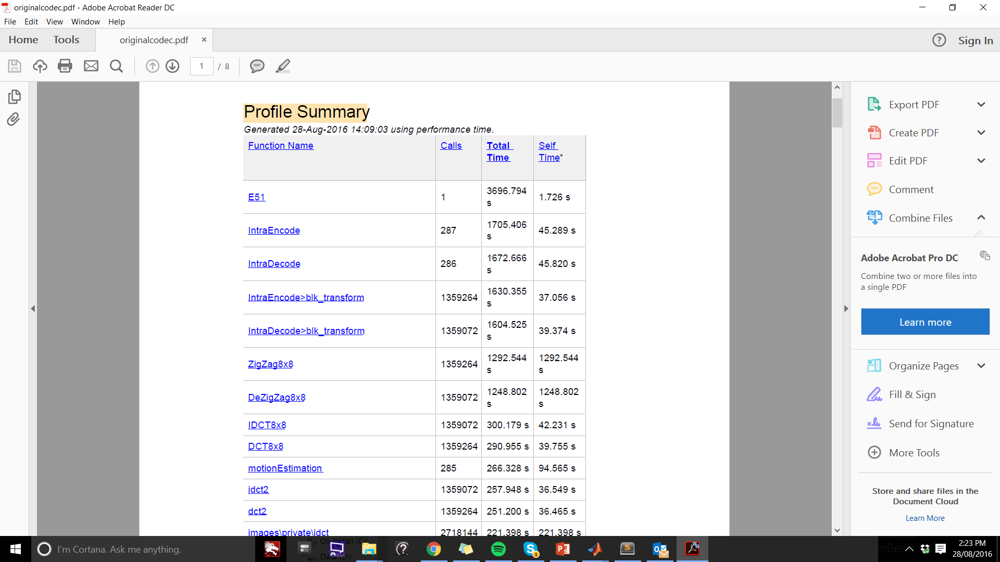 originalcodec.pdf - Adobe Acrobat Reader DC
File Edit View Window Help
Home Tools originalcodec.pdf × ? Sign In
1 / 8
Profile Summary
Generated 28-Aug-2016 14:09:03 using performance time.
Function Name Calls Total Time Self Time*
E51 1 3696.794 s 1.726 s
IntraEncode 287 1705.406 s 45.289 s
IntraDecode 286 1672.666 s 45.820 s
IntraEncode>blk_transform 1359264 1630.355 s 37.056 s
IntraDecode>blk_transform 1359072 1604.525 s 39.374 s
ZigZag8x8 1359264 1292.544 s 1292.544 s
DeZigZag8x8 1359072 1248.802 s 1248.802 s
IDCT8x8 1359072 300.179 s 42.231 s
DCT8x8 1359264 290.955 s 39.755 s
motionEstimation 285 266.328 s 94.565 s
idct2 1359072 257.948 s 36.549 s
dct2 1359264 251.200 s 36.465 s
images\private\idct 2718144 221.398 s 221.398 s
Export PDF
Create PDF
Edit PDF
Comment
Combine Files
Adobe Acrobat Pro DC
Combine two or more files into
a single PDF
Learn more
Organize Pages
Fill & Sign
Send for Signature
More Tools
Store and share files in the
Document Cloud
Learn More
I'm Cortana. Ask me anything.
Data (D:)
2:23 PM
28/08/2016